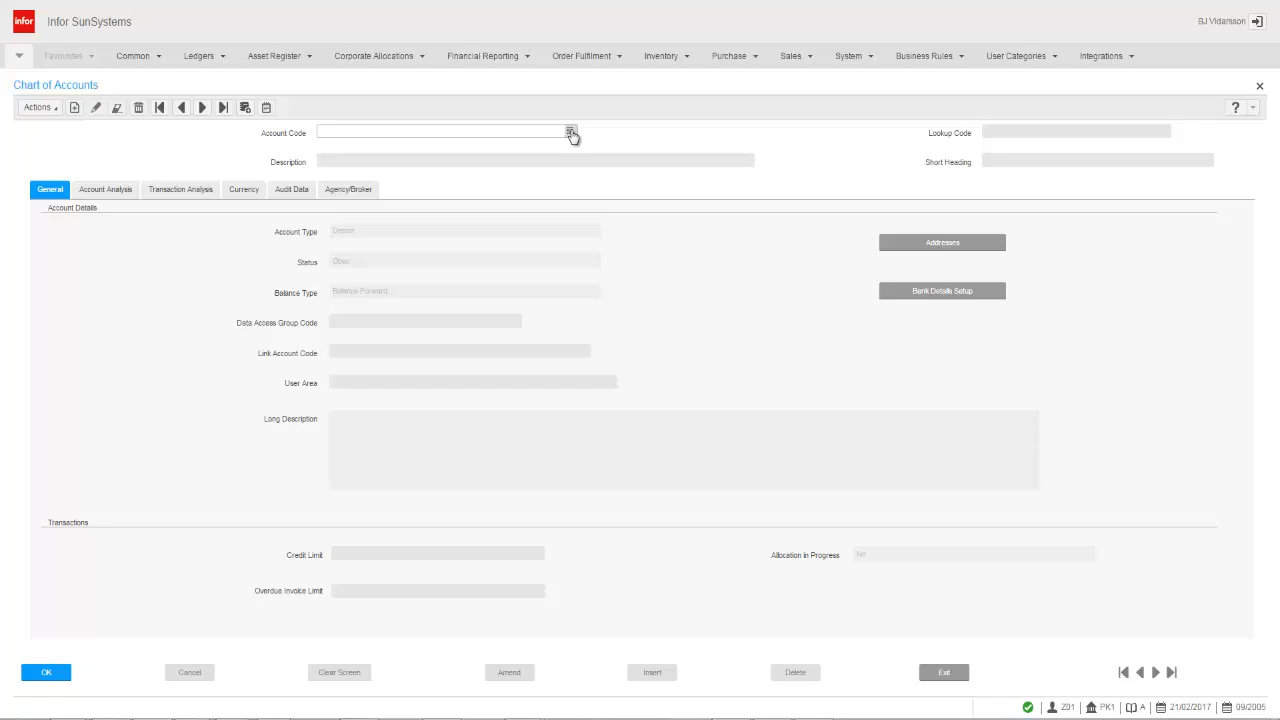 infor Infor SunSystems BJ Vidarsson
Favourites Common Ledgers Asset Register Corporate Allocations Financial Reporting Order Fulfilment Inventory Purchase Sales System Business Rules User Categories Integrations
Chart of Accounts
Actions ?
Account Code Lookup Code
Description Short Heading
General Account Analysis Transaction Analysis Currency Audit Data Agency/Broker
Account Details
Account Type
Addresses
Status Open
Balance Type Balance Forward
Bank Details Setup
Data Access Group Code
Link Account Code
User Area
Long Description
Transactions
Credit Limit Allocation in Progress No
Overdue Invoice Limit
OK Cancel Clear Screen Amend Insert Delete Exit
Z01 PK1 A 21/02/2017 09/2005